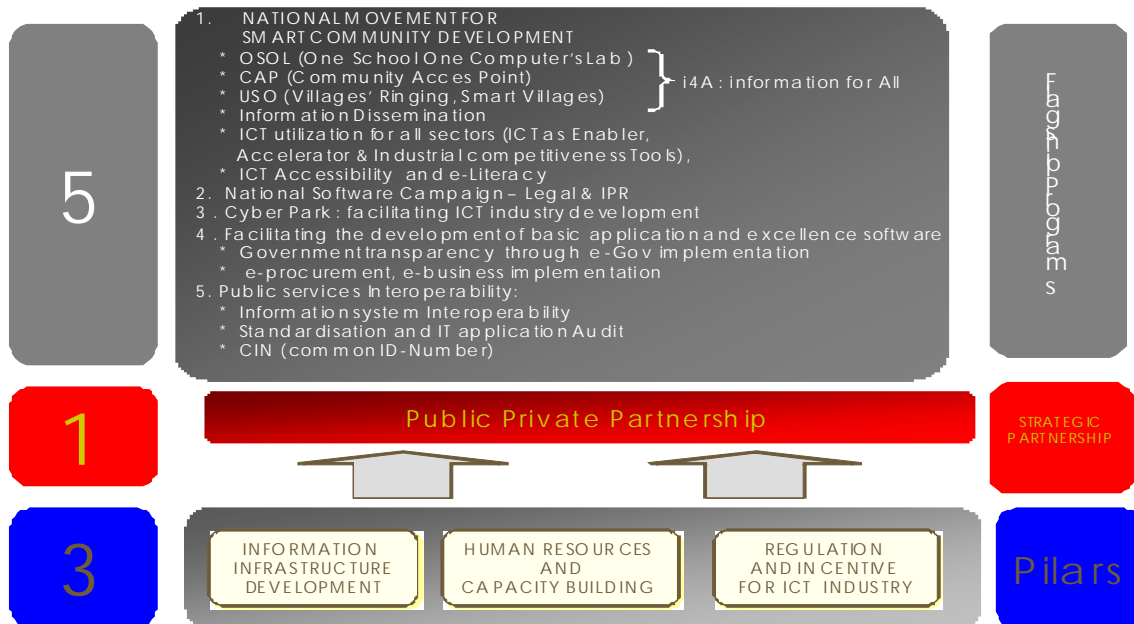 5
1. NATIONAL MOVEMENT FOR
SMART COMMUNITY DEVELOPMENT
* OSOL (One School One Computer's Lab )
* CAP (Community Acces Point)
* USO (Villages' Ringing, Smart Villages)
i4A : information for All
* Information Dissemination
* ICT utilization for all sectors (ICT as Enabler,
Accelerator & Industrial competitiveness Tools),
* ICT Accessibility and e-Literacy
2. National Software Campaign – Legal & IPR
3 . Cyber Park : facilitating ICT industry development
4 . Facilitating the development of basic application and excellence software
* Government transparency through e-Gov implementation
* e-procurement, e-business implementation
5. Public services Interoperability:
* Information system Interoperability
* Standardisation and IT application Audit
* CIN (common ID-Number)
Flagship Programs
1
Public Private Partnership
STRATEGIC
PARTNERSHIP
3
INFORMATION
INFRASTRUCTURE
DEVELOPMENT
HUMAN RESOURCES
AND
CAPACITY BUILDING
REGULATION
AND INCENTIVE
FOR ICT INDUSTRY
Pilars